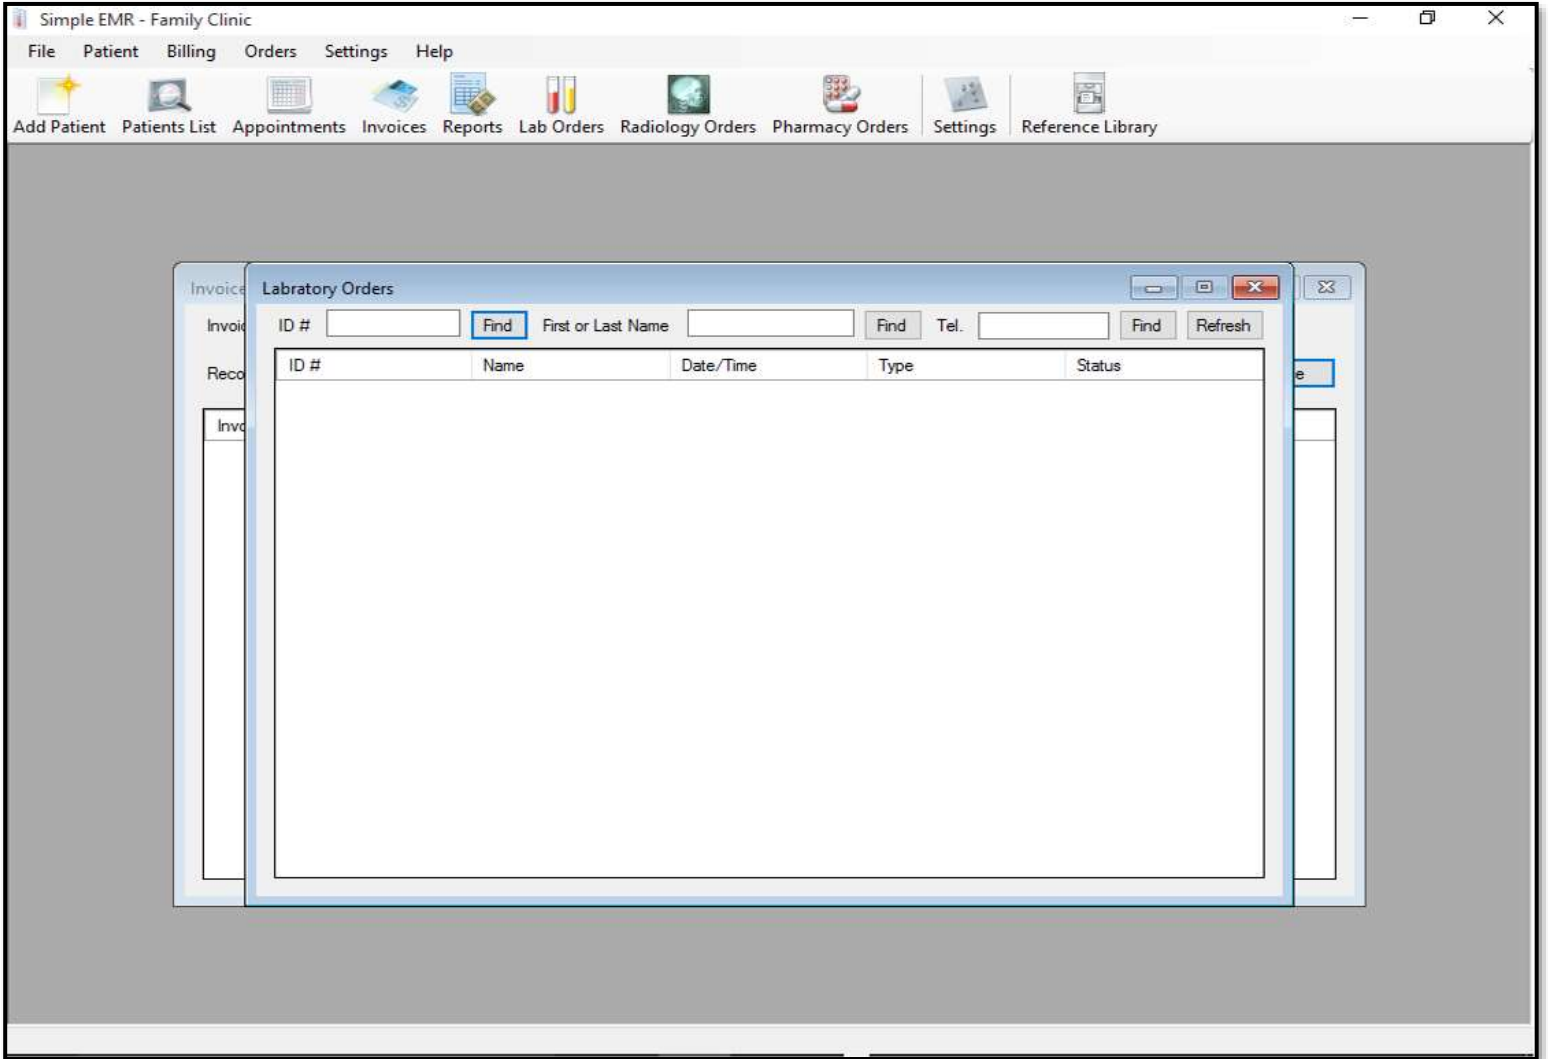 Simple EMR - Family Clinic
File Patient Billing Orders Settings Help
Add Patient Patients List Appointments Invoices Reports Lab Orders Radiology Orders Pharmacy Orders Settings Reference Library
Invoice
Labratory Orders
Invoic
ID # Find First or Last Name Find Tel. Find Refresh
Reco
ID # Name Date/Time Type Status
e
Invo